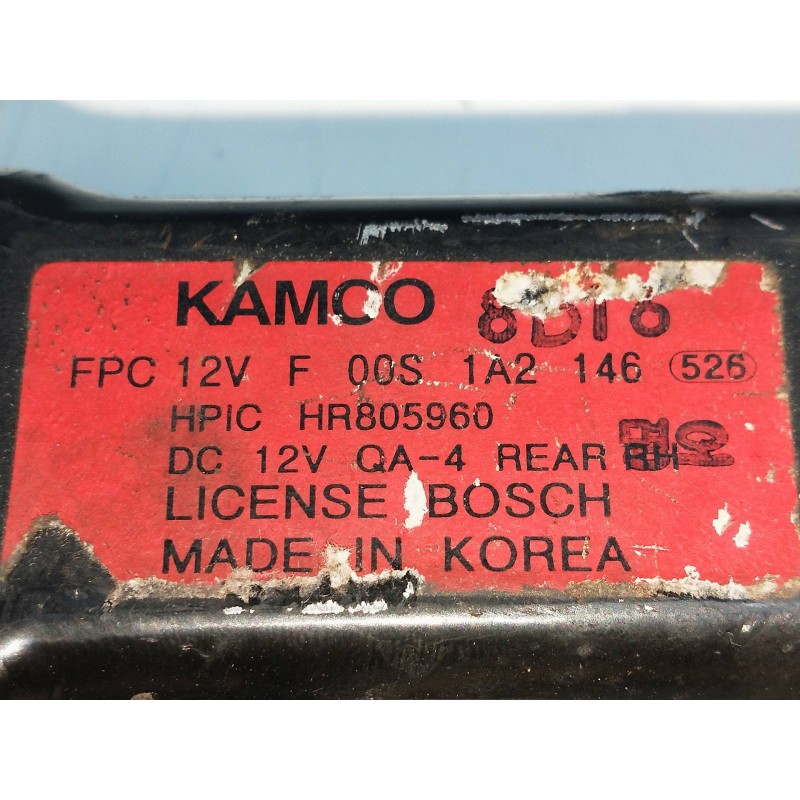 KAMCO 8D16
FPC 12V F 00S 1A2 146 526
HPIC HR805960
DC 12V QA-4 REAR RH
LICENSE BOSCH
MADE IN KOREA